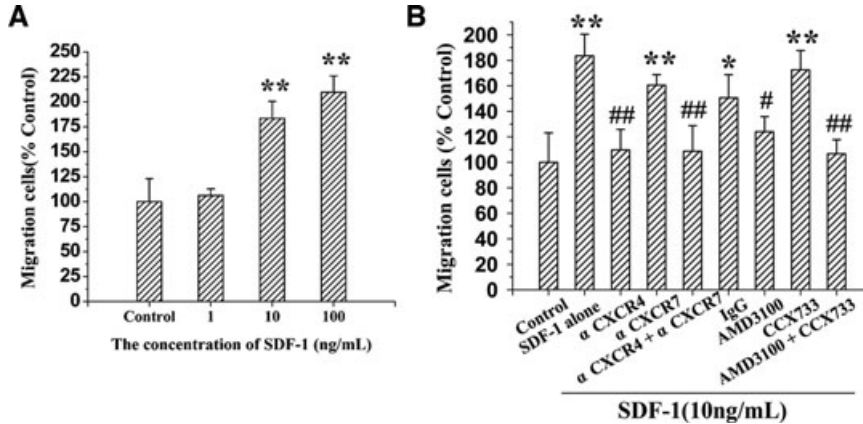 A
Migration cells(% Control)
250
225
200
175
150
125
100
75
50
25
0
**
**
Control 1 10 100
The concentration of SDF-1 (ng/mL)
B
Migration cells (% Control)
200
180
160
140
120
100
80
60
40
20
0
**
##
**
##
*
#
**
##
Control
SDF-1 alone
α CXCR4
α CXCR7
α CXCR4 + α CXCR7
IgG
AMD3100
CCX733
AMD3100 + CCX733
SDF-1(10ng/mL)